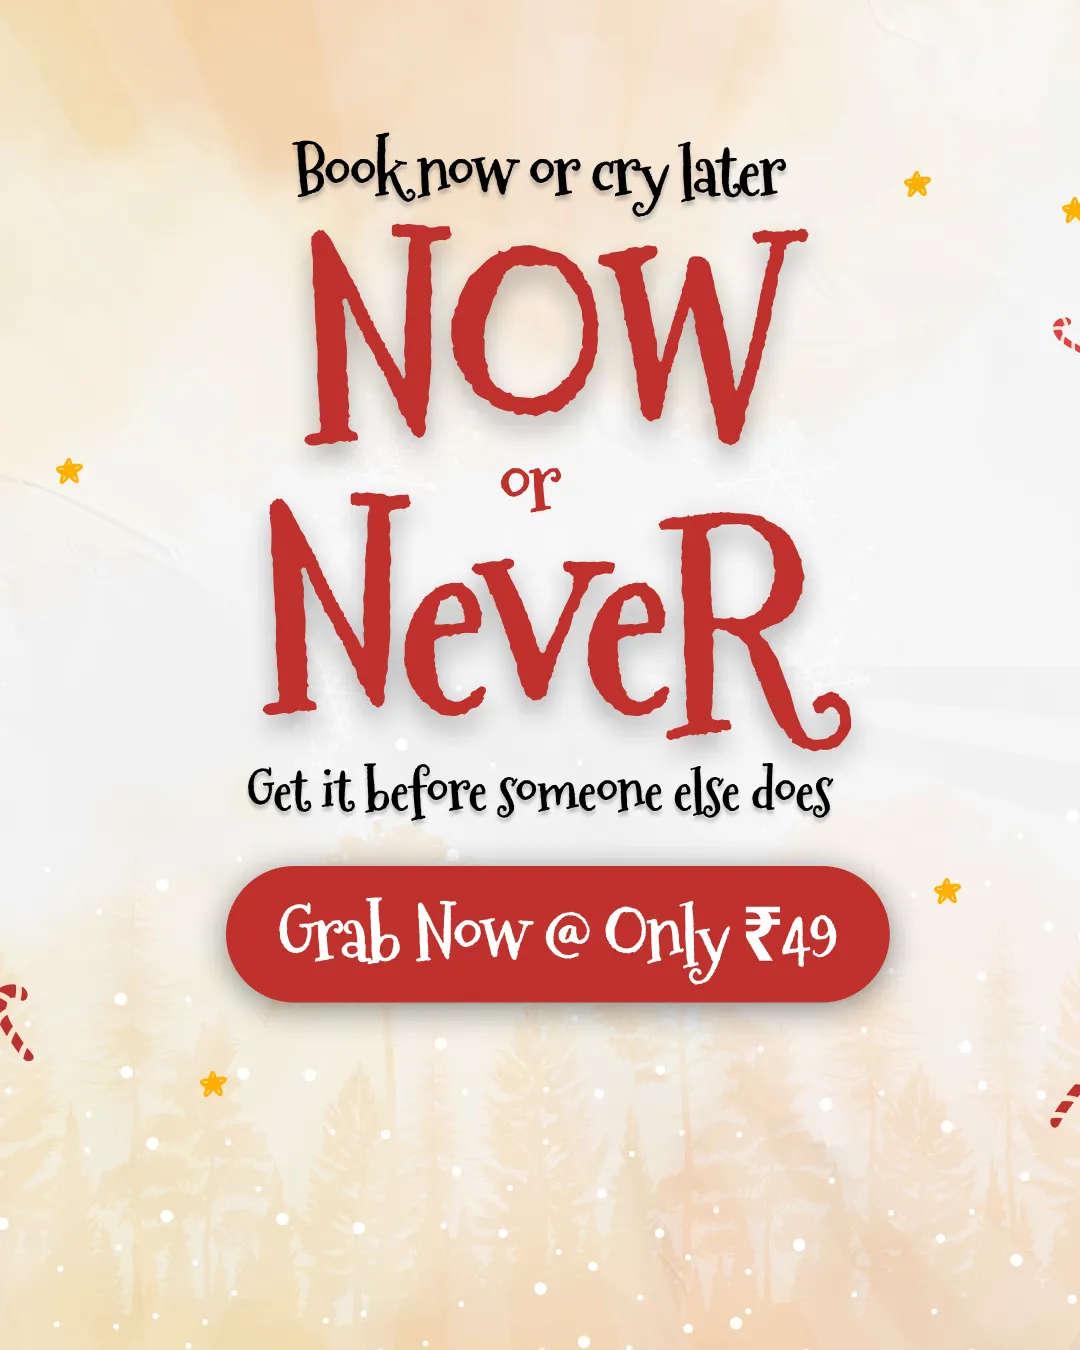 Book now or cry later
NOW
or
NeveR
Get it before someone else does
Grab Now @ Only ₹49